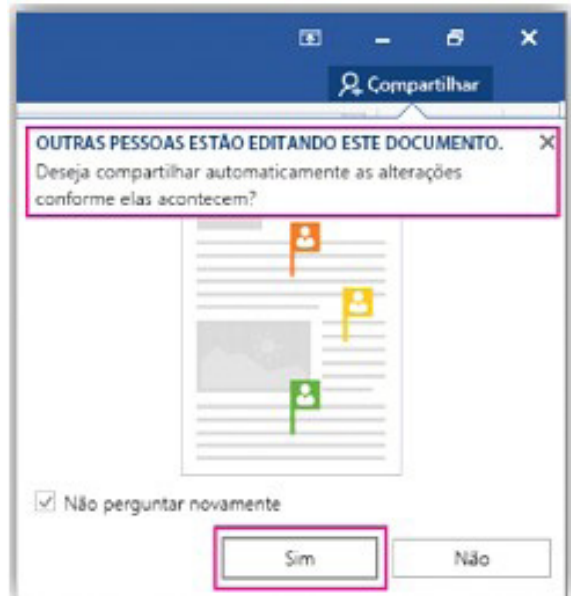 Compartilhar
OUTRAS PESSOAS ESTÃO EDITANDO ESTE DOCUMENTO.
Deseja compartilhar automaticamente as alterações
conforme elas acontecem?
Não perguntar novamente
Sim
Não